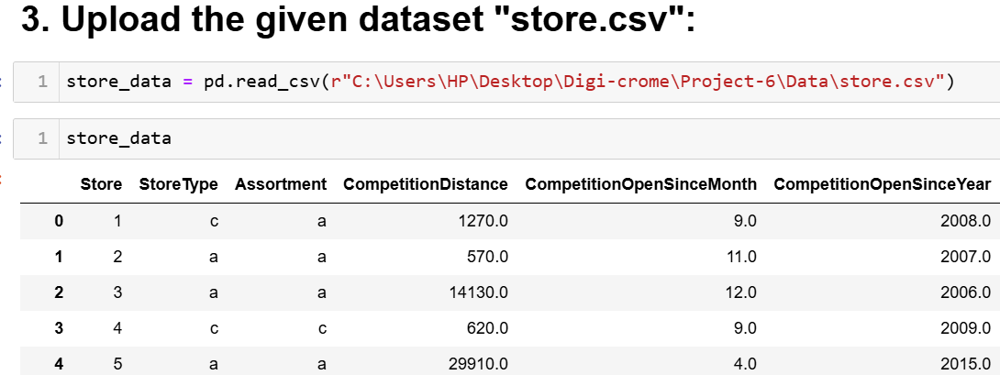 3. Upload the given dataset "store.csv":
1 store_data = pd.read_csv(r"C:\Users\HP\Desktop\Digi-crome\Project-6\Data\store.csv")
1 store_data
Store StoreType Assortment CompetitionDistance CompetitionOpenSinceMonth CompetitionOpenSinceYear
0 1 c a 1270.0 9.0 2008.0
1 2 a a 570.0 11.0 2007.0
2 3 a a 14130.0 12.0 2006.0
3 4 c c 620.0 9.0 2009.0
4 5 a a 29910.0 4.0 2015.0